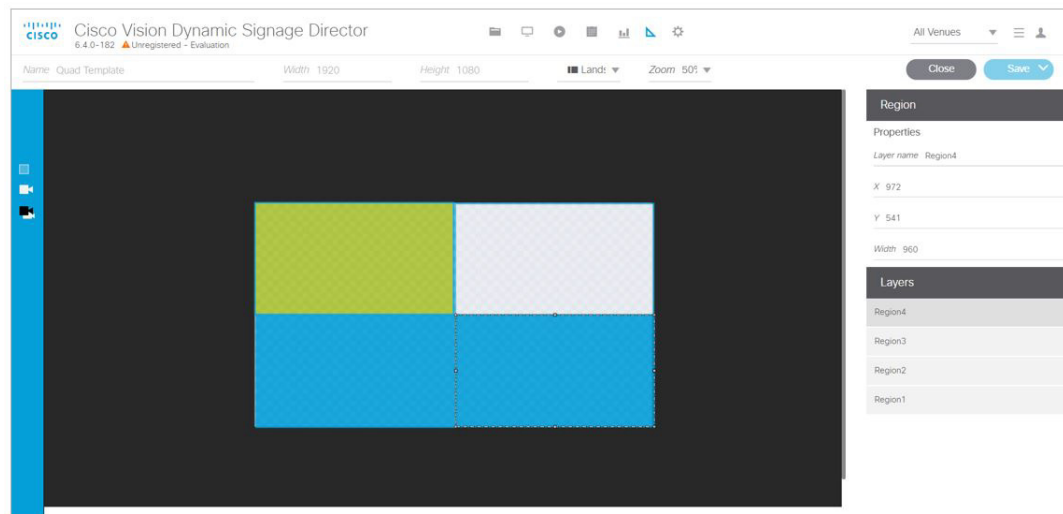 CISCO
Cisco Vision Dynamic Signage Director
6.4.0-182 Unregistered - Evaluation
All Venues
Name Quad Template
Width 1920
Height 1080
Land:
Zoom 50%
Close
Save
Region
Properties
Layer name Region4
X 972
Y 541
Width 960
Layers
Region4
Region3
Region2
Region1